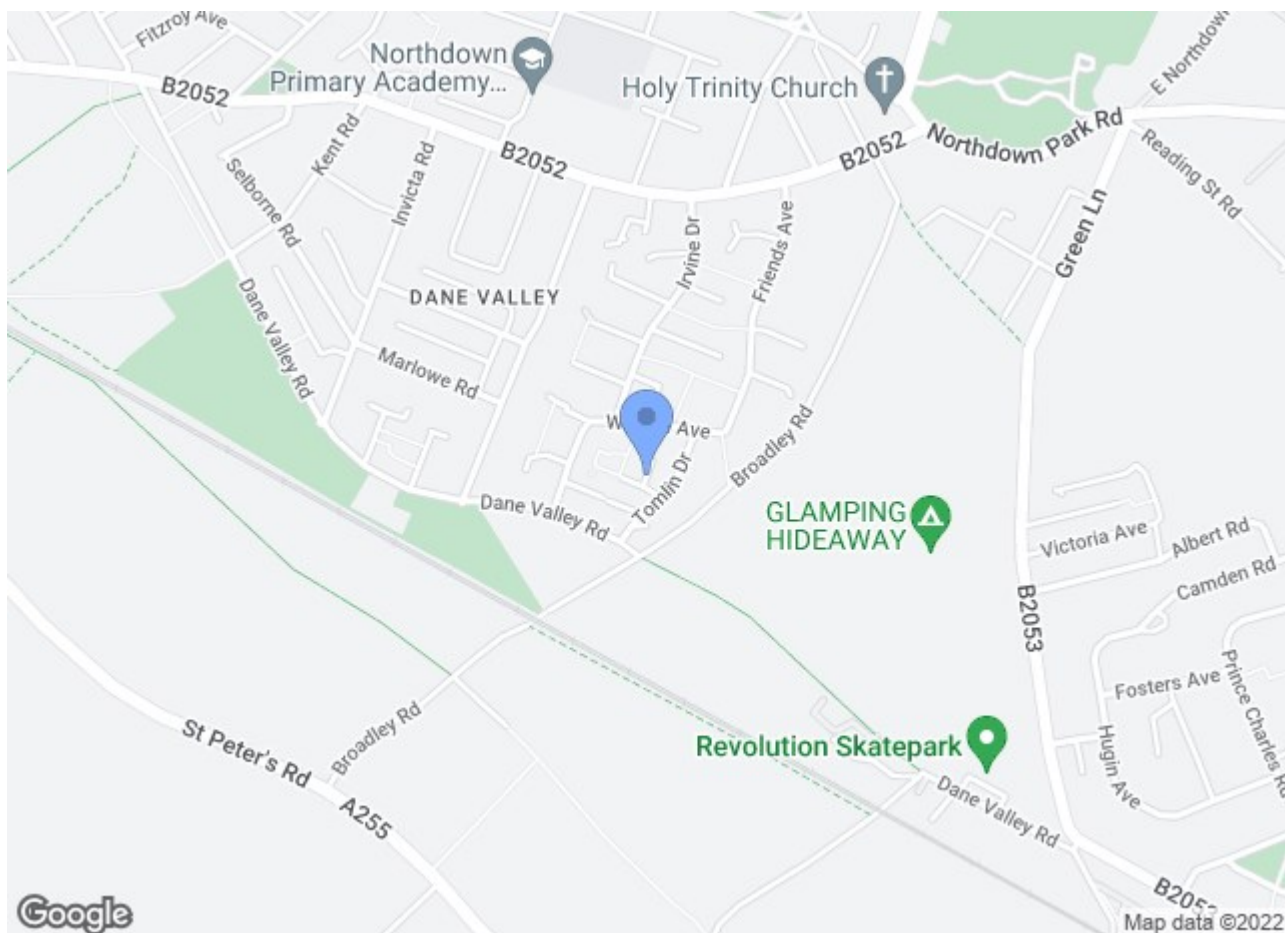 Fitzroy Ave
Northdown
Primary Academy...
Holy Trinity Church
E Northdown
B2052
B2052
B2052
Northdown Park Rd
Reading St Rd
Kent Rd
Selborne Rd
Invicta Rd
Irvine Dr
Friends Ave
Green Ln
DANE VALLEY
Dane Valley Rd
Marlowe Rd
Ave
Broadley Rd
Tomlin Dr
Dane Valley Rd
GLAMPING
HIDEAWAY
Victoria Ave
Albert Rd
Camden Rd
B2053
Fosters Ave
Prince Charles Rd
Hugin Ave
Broadley Rd
St Peter's Rd
A255
Revolution Skatepark
Dane Valley Rd
B2053
Google
Map data ©2022